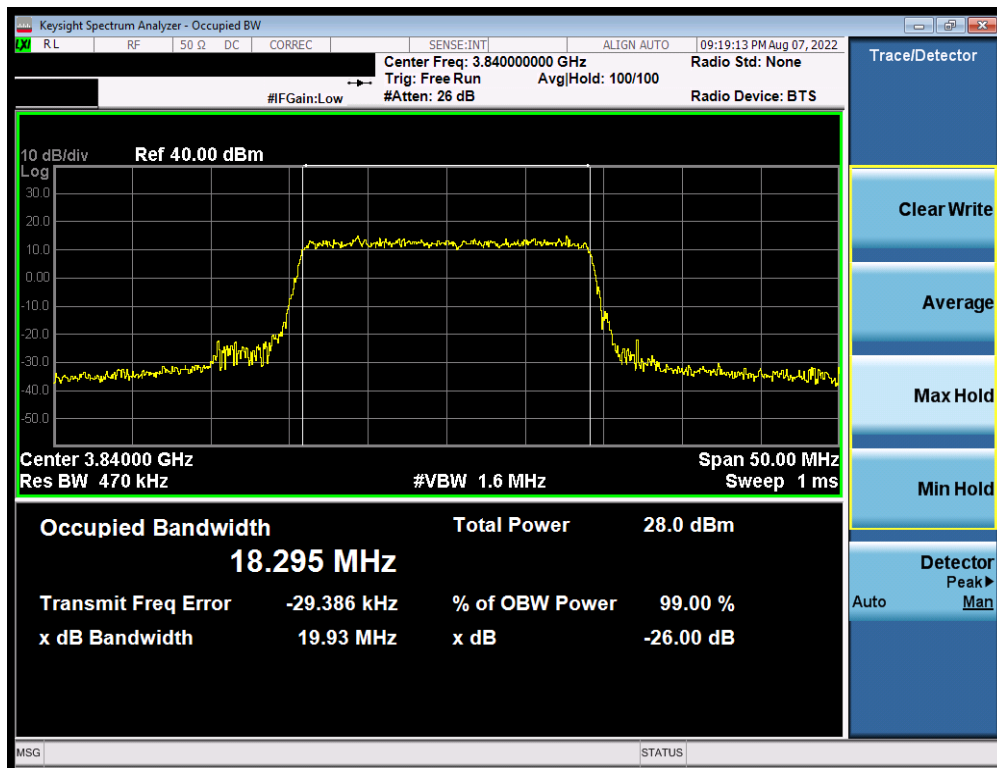 Keysight Spectrum Analyzer - Occupied BW
LXI RL RF 50 Ω DC CORREC SENSE:INT ALIGN AUTO 09:19:13 PM Aug 07, 2022
Center Freq: 3.840000000 GHz Radio Std: None
Trig: Free Run Avg|Hold: 100/100
#IFGain:Low #Atten: 26 dB Radio Device: BTS
Trace/Detector
10 dB/div Ref 40.00 dBm
Log
30.0
20.0
10.0
0.00
-10.0
-20.0
-30.0
-40.0
-50.0
Center 3.84000 GHz Span 50.00 MHz
Res BW 470 kHz #VBW 1.6 MHz Sweep 1 ms
Occupied Bandwidth Total Power 28.0 dBm
18.295 MHz
Transmit Freq Error -29.386 kHz % of OBW Power 99.00 %
x dB Bandwidth 19.93 MHz x dB -26.00 dB
Clear Write
Average
Max Hold
Min Hold
Detector
Peak▶
Auto Man
MSG STATUS